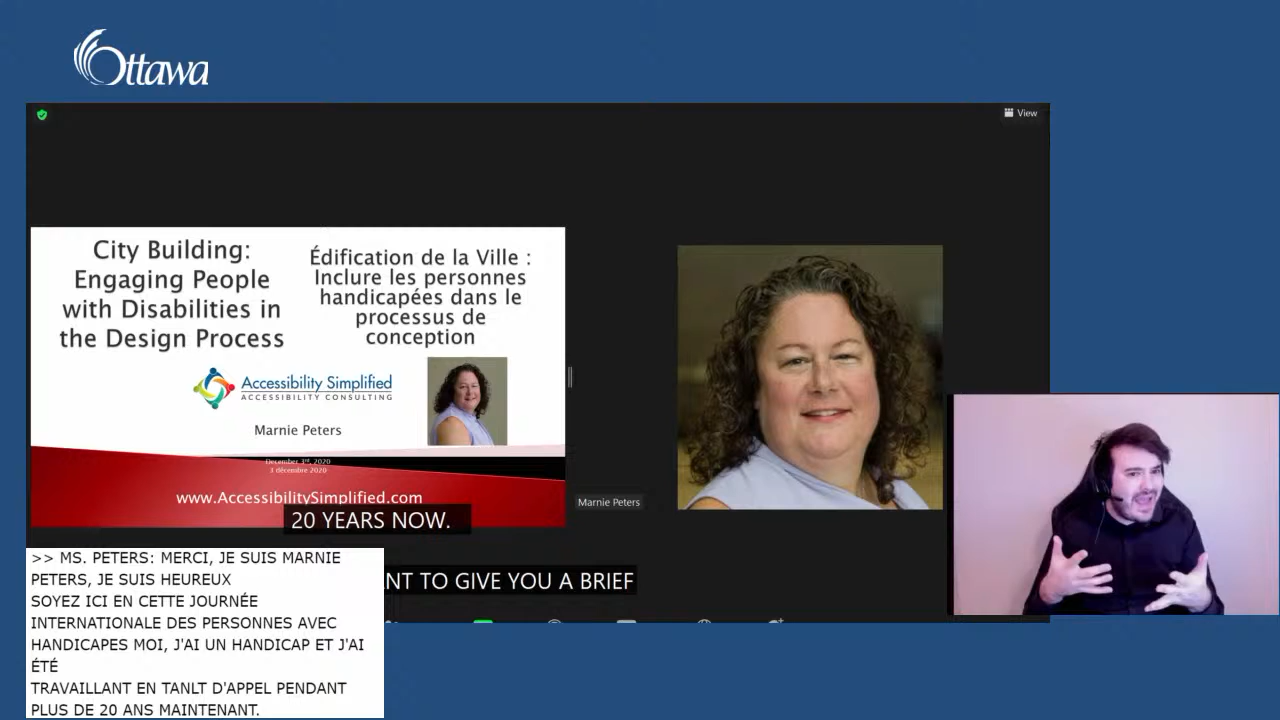 Ottawa
View
City Building:
Engaging People
with Disabilities in
the Design Process
Édification de la Ville :
Inclure les personnes
handicapées dans le
processus de
conception
Accessibility Simplified
ACCESSIBILITY CONSULTING
Marnie Peters
December 3rd, 2020
3 décembre 2020
www.AccessibilitySimplified.com
Marnie Peters
20 YEARS NOW.
NT TO GIVE YOU A BRIEF
>> MS. PETERS: MERCI, JE SUIS MARNIE
PETERS, JE SUIS HEUREUX
SOYEZ ICI EN CETTE JOURNÉE
INTERNATIONALE DES PERSONNES AVEC
HANDICAPES MOI, J'AI UN HANDICAP ET J'AI
ÉTÉ
TRAVAILLANT EN TANLT D'APPEL PENDANT
PLUS DE 20 ANS MAINTENANT.